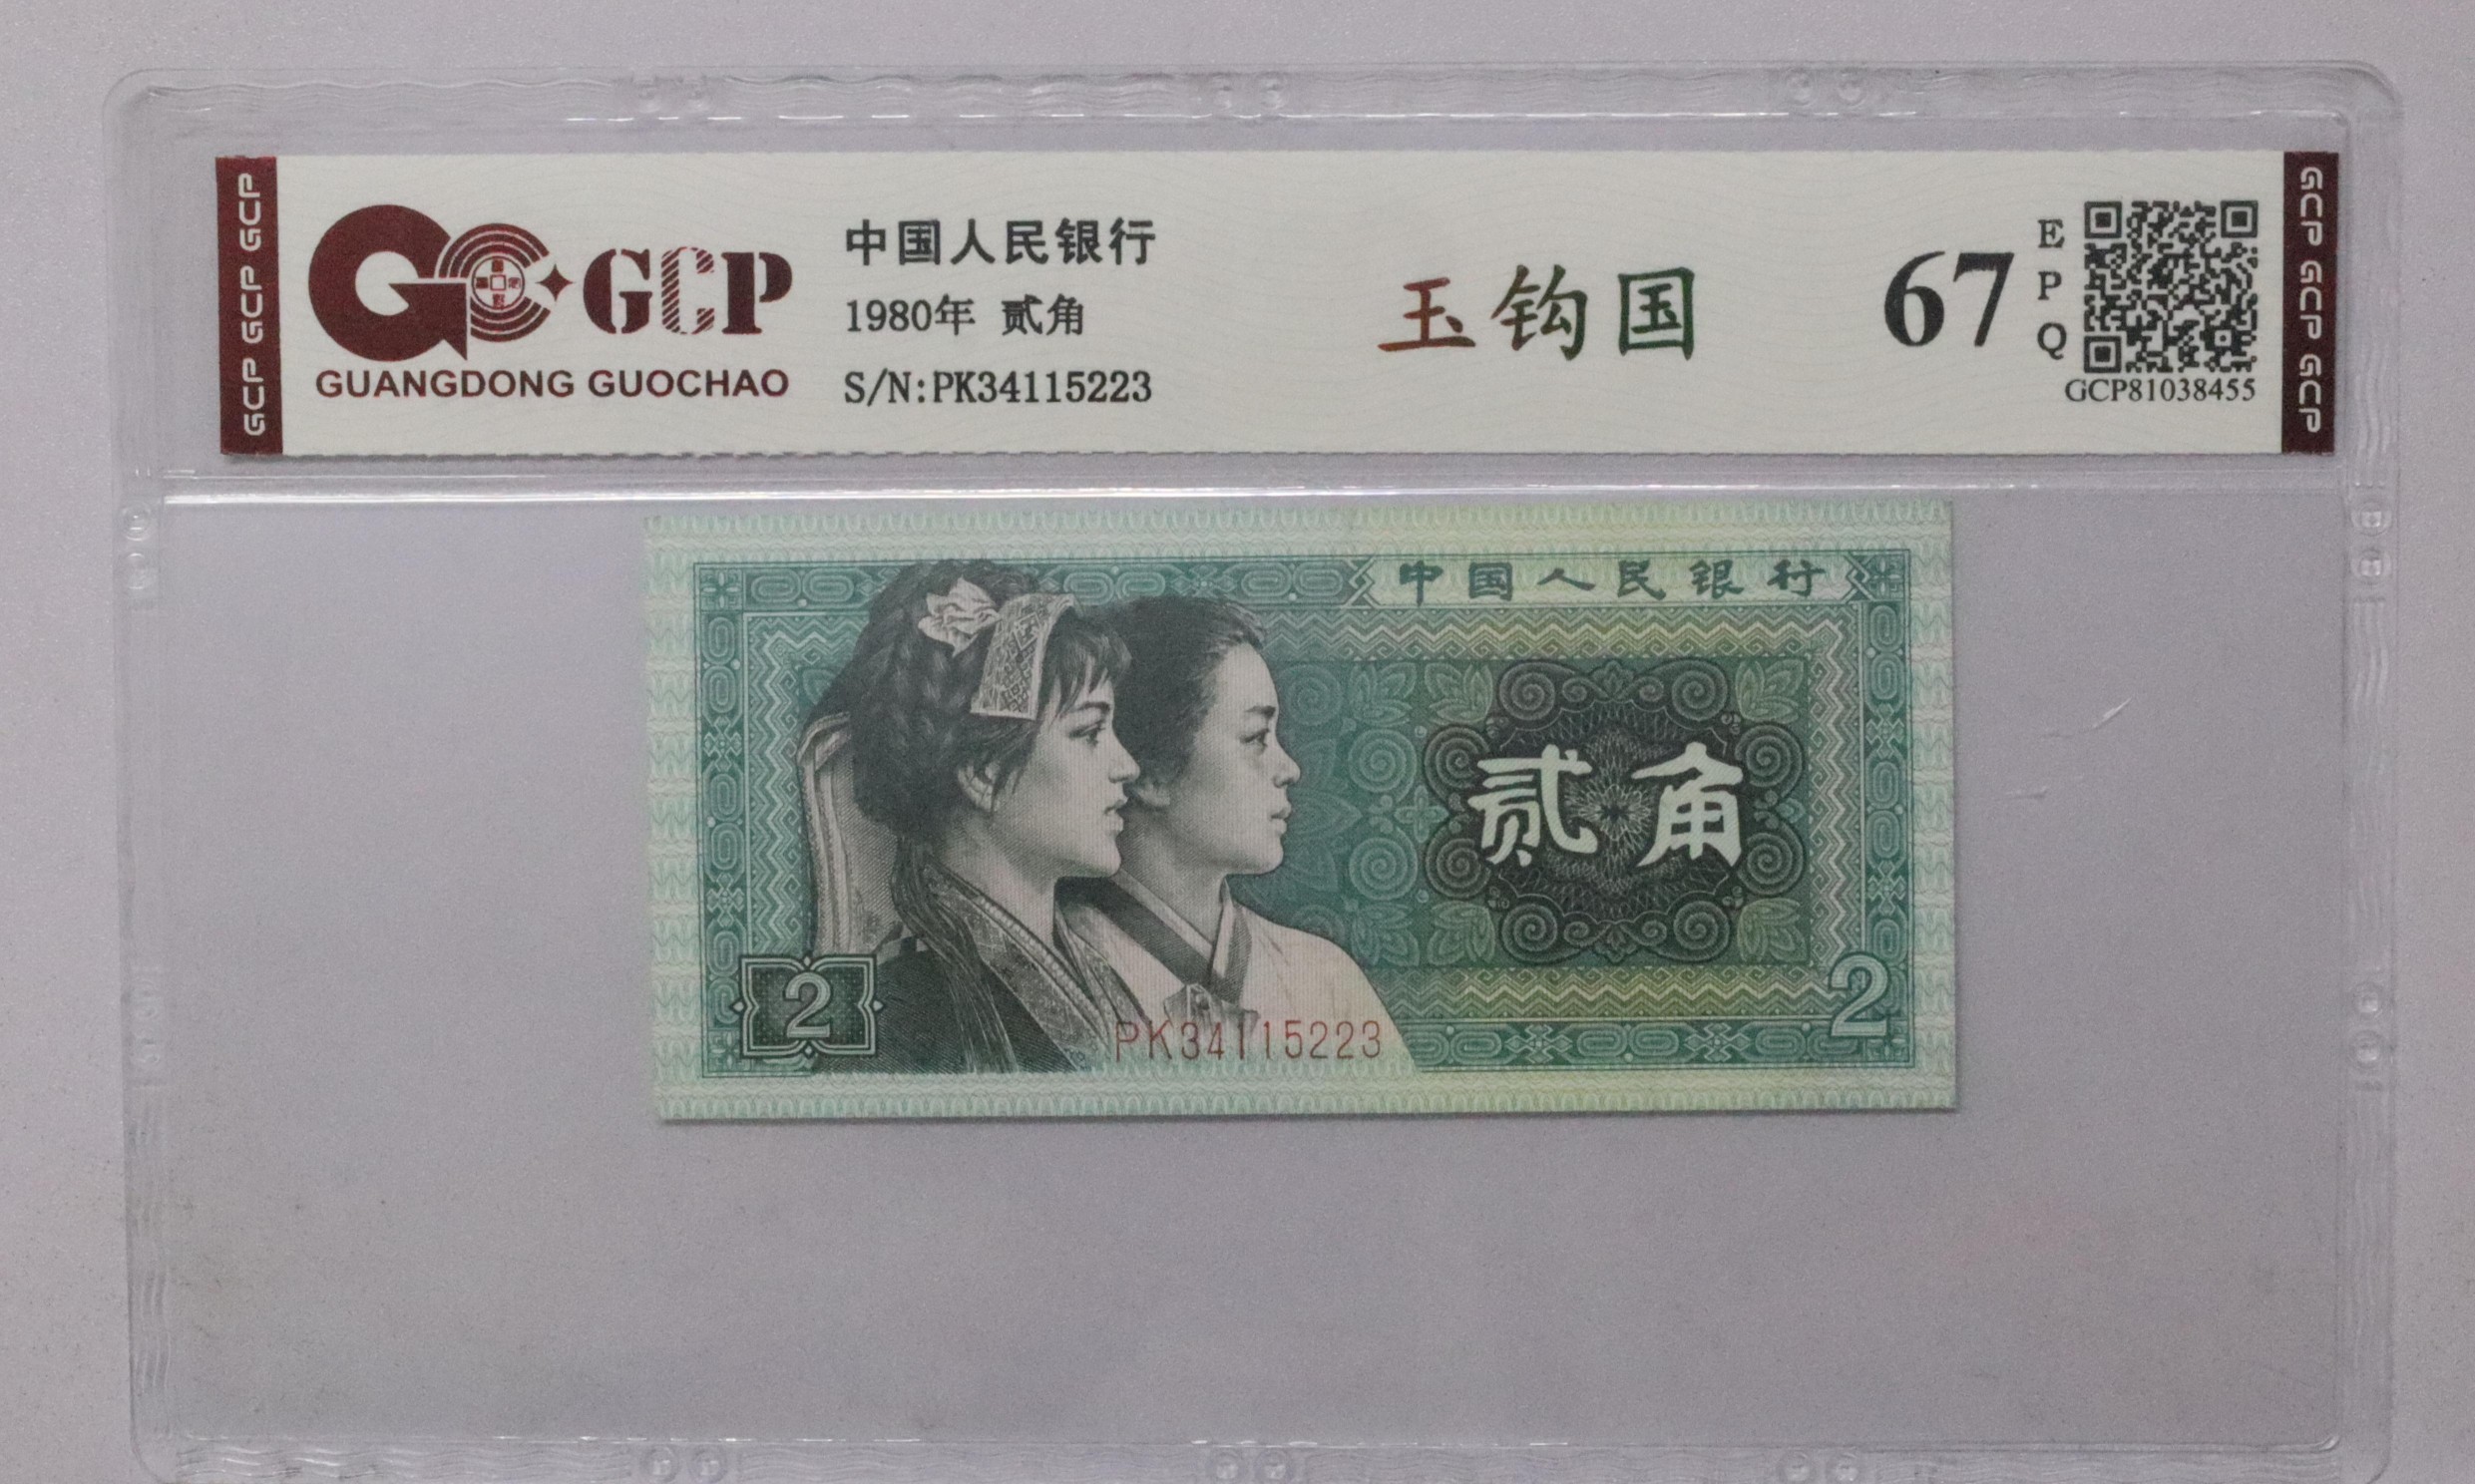 GCP GCP GCP
GCP
GUANGDONG GUOCHAO
中国人民银行
1980年 贰角
S/N:PK34115223
玉钩国
67
E
P
Q
GCP81038455
GCP GCP GCP
中国人民银行
贰角
2
2
PK34115223